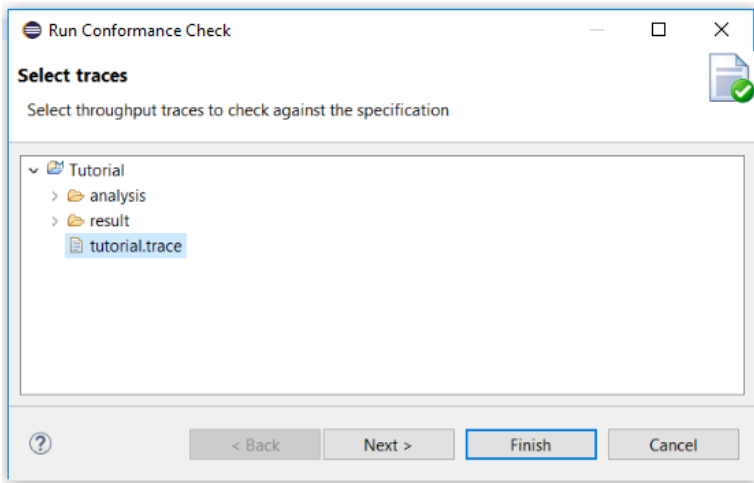 Run Conformance Check
Select traces
Select throughput traces to check against the specification
Tutorial
analysis
result
tutorial.trace
? < Back Next > Finish Cancel